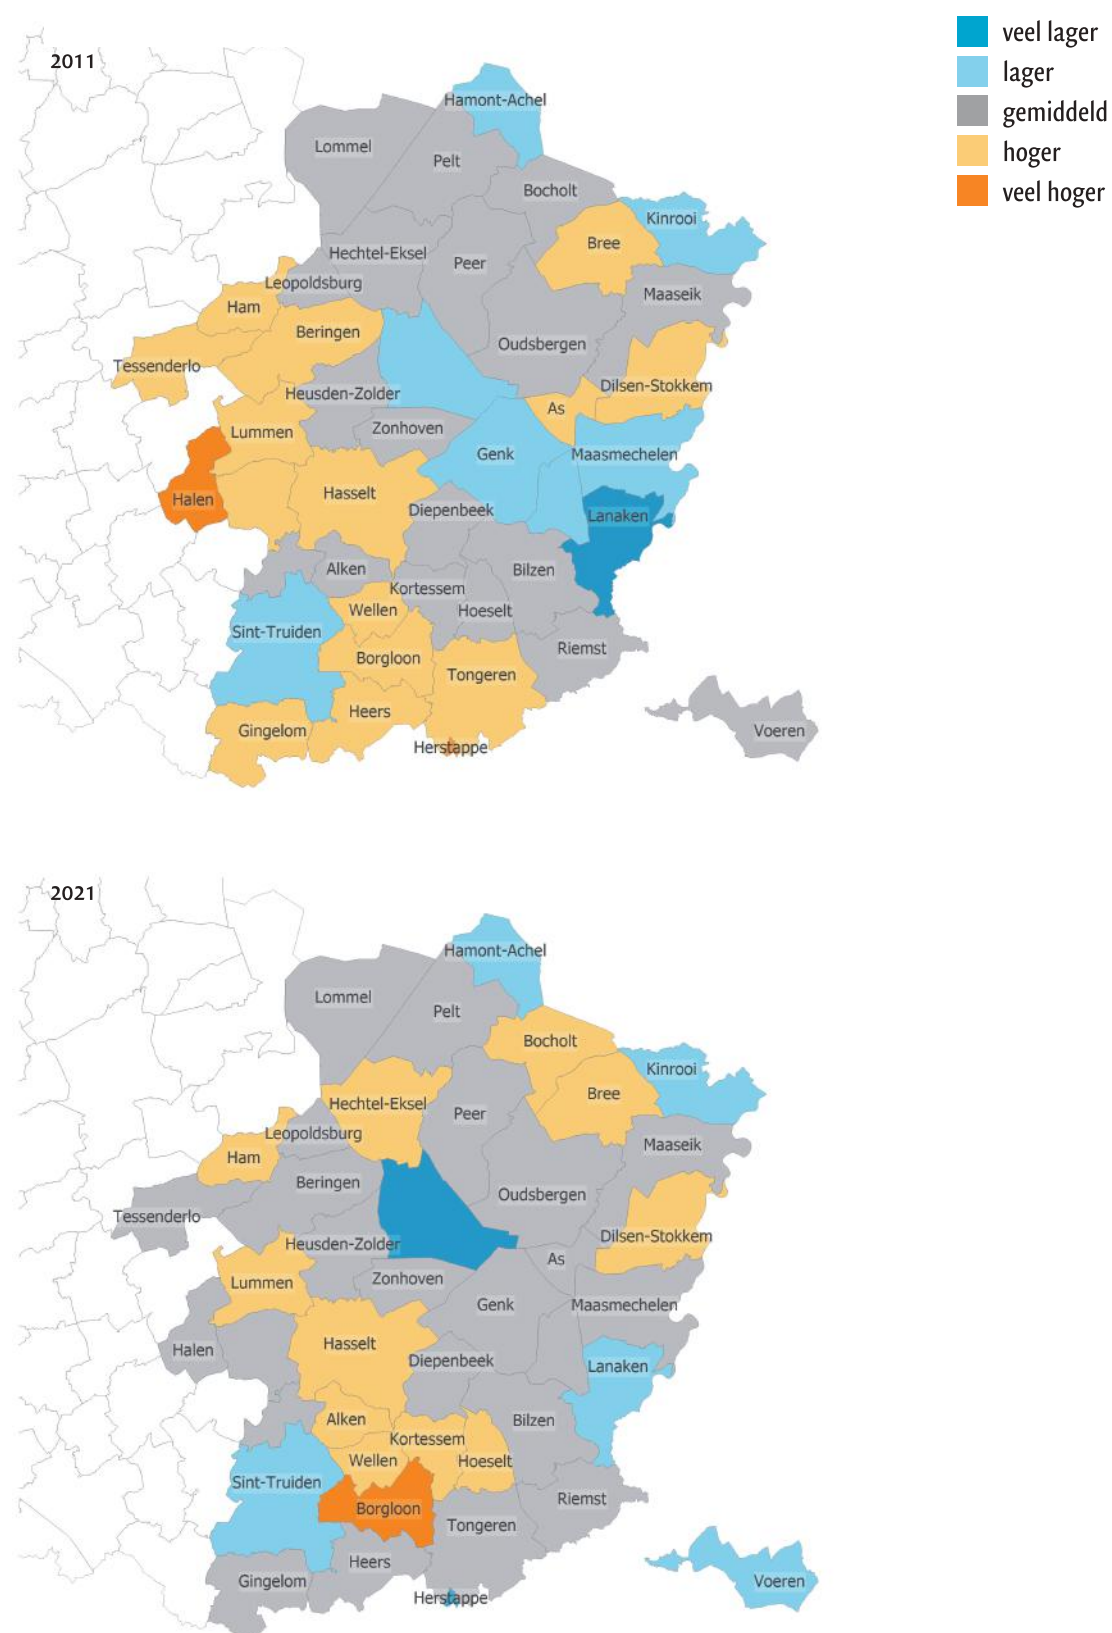 veel lager
lager
gemiddeld
hoger
veel hoger
2011
Hamont-Achel
Lommel
Pelt
Bocholt
Kinrooi
Bree
Hechtel-Eksel
Peer
Leopoldsburg
Maaseik
Ham
Beringen
Oudsbergen
Tessenderlo
Dilsen-Stokkem
Heusden-Zolder
As
Zonhoven
Lummen
Genk
Maasmechelen
Hasselt
Halen
Diepenbeek
Lanaken
Alken
Bilzen
Kortessem
Wellen
Hoeselt
Sint-Truiden
Riemst
Borgloon
Tongeren
Heers
Gingelom
Voeren
Herstappe
2021
Hamont-Achel
Lommel
Pelt
Bocholt
Kinrooi
Bree
Hechtel-Eksel
Peer
Leopoldsburg
Maaseik
Ham
Beringen
Oudsbergen
Tessenderlo
Dilsen-Stokkem
Heusden-Zolder
As
Zonhoven
Lummen
Genk
Maasmechelen
Hasselt
Halen
Diepenbeek
Lanaken
Alken
Bilzen
Kortessem
Wellen
Hoeselt
Sint-Truiden
Riemst
Borgloon
Tongeren
Heers
Gingelom
Voeren
Herstappe